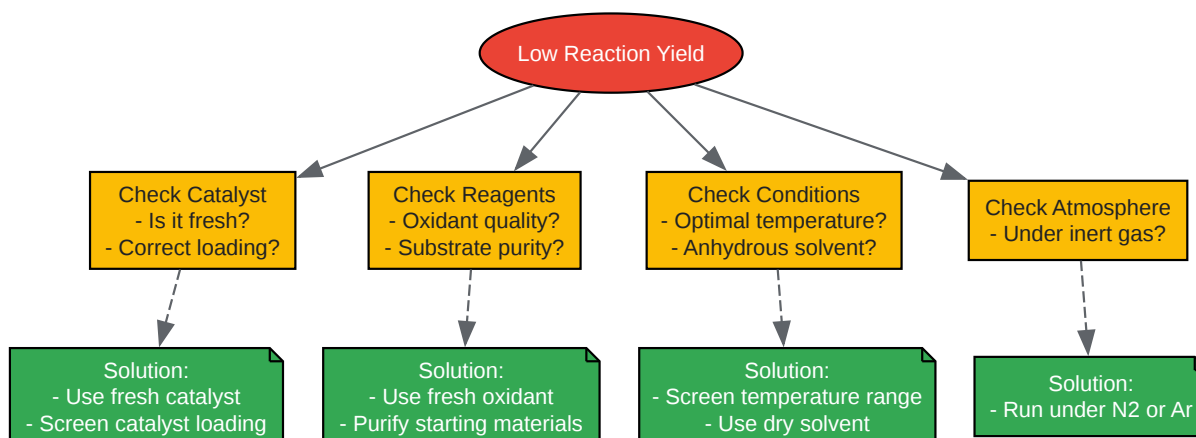 Low Reaction Yield
Check Catalyst
- Is it fresh?
- Correct loading?
Check Reagents
- Oxidant quality?
- Substrate purity?
Check Conditions
- Optimal temperature?
- Anhydrous solvent?
Check Atmosphere
- Under inert gas?
Solution:
- Use fresh catalyst
- Screen catalyst loading
Solution:
- Use fresh oxidant
- Purify starting materials
Solution:
- Screen temperature range
- Use dry solvent
Solution:
- Run under N2 or Ar